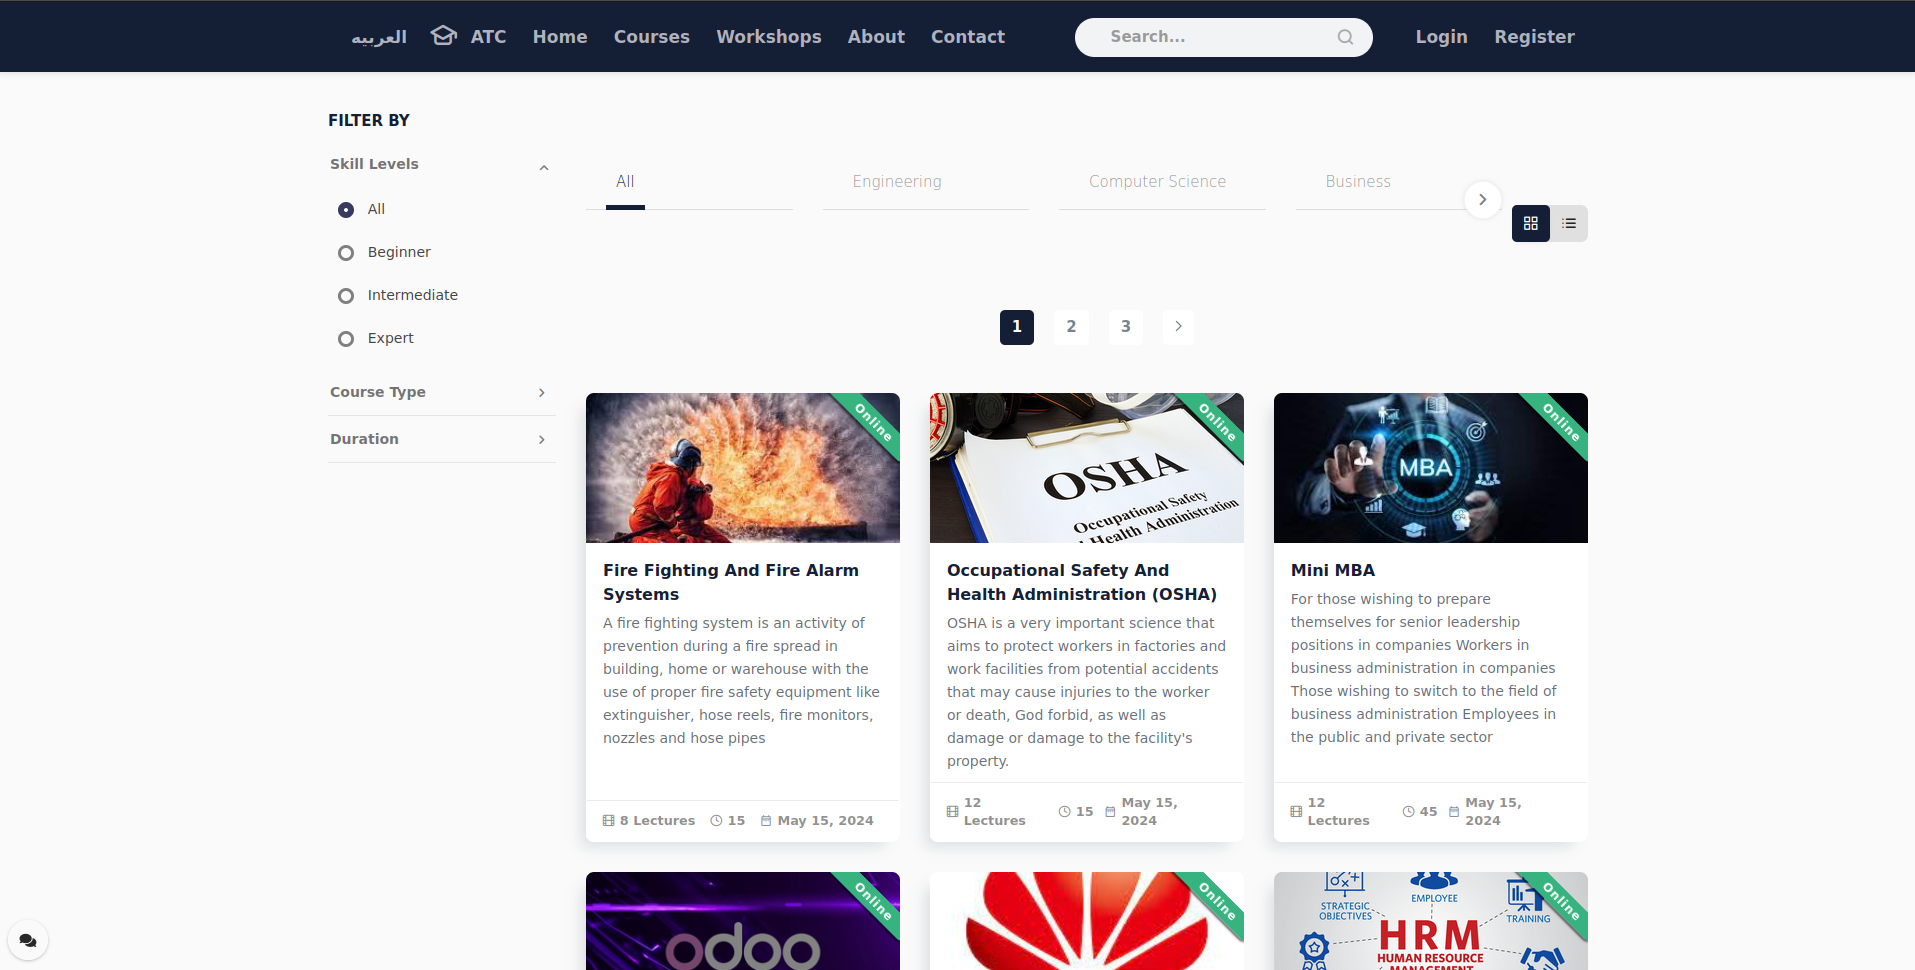 العربيه ATC Home Courses Workshops About Contact Search... Login Register
FILTER BY
Skill Levels
All
Beginner
Intermediate
Expert
Course Type
Duration
All Engineering Computer Science Business
1 2 3
Online
Fire Fighting And Fire Alarm
Systems
A fire fighting system is an activity of
prevention during a fire spread in
building, home or warehouse with the
use of proper fire safety equipment like
extinguisher, hose reels, fire monitors,
nozzles and hose pipes
8 Lectures 15 May 15, 2024
Online
OSHA
Occupational Safety
Health Administration
Occupational Safety And
Health Administration (OSHA)
OSHA is a very important science that
aims to protect workers in factories and
work facilities from potential accidents
that may cause injuries to the worker
or death, God forbid, as well as
damage or damage to the facility's
property.
12
Lectures
15
May 15,
2024
Online
MBA
Mini MBA
For those wishing to prepare
themselves for senior leadership
positions in companies Workers in
business administration in companies
Those wishing to switch to the field of
business administration Employees in
the public and private sector
12
Lectures
45
May 15,
2024
Online
odoo
Online
Online
STRATEGIC
OBJECTIVES
EMPLOYEE
TRAINING
HRM
HUMAN RESOURCE
MANAGEMENT